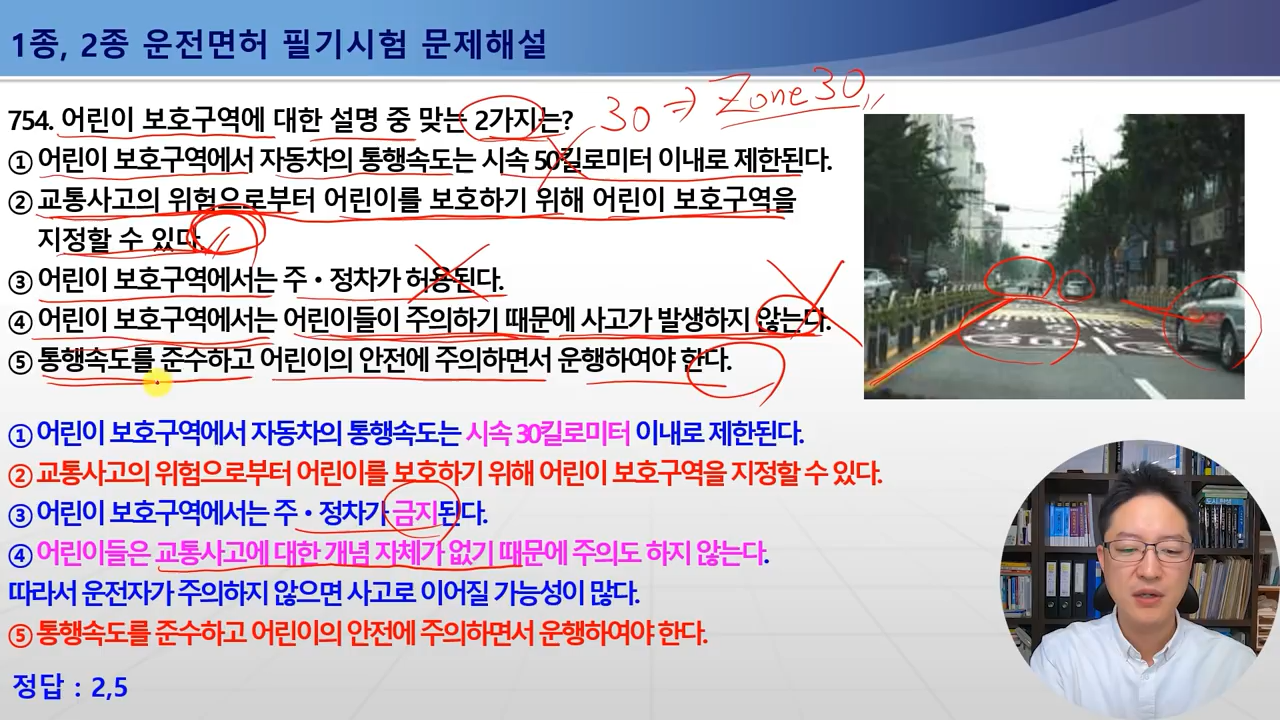 1종, 2종 운전면허 필기시험 문제해설
30 ⇒ Zone 30
754. 어린이 보호구역에 대한 설명 중 맞는 2가지는?
① 어린이 보호구역에서 자동차의 통행속도는 시속 50킬로미터 이내로 제한된다.
② 교통사고의 위험으로부터 어린이를 보호하기 위해 어린이 보호구역을
지정할 수 있다.
③ 어린이 보호구역에서는 주·정차가 허용된다.
④ 어린이 보호구역에서는 어린이들이 주의하기 때문에 사고가 발생하지 않는다.
⑤ 통행속도를 준수하고 어린이의 안전에 주의하면서 운행하여야 한다.
① 어린이 보호구역에서 자동차의 통행속도는 시속 30킬로미터 이내로 제한된다.
② 교통사고의 위험으로부터 어린이를 보호하기 위해 어린이 보호구역을 지정할 수 있다.
③ 어린이 보호구역에서는 주·정차가 금지된다.
④ 어린이들은 교통사고에 대한 개념 자체가 없기 때문에 주의도 하지 않는다.
따라서 운전자가 주의하지 않으면 사고로 이어질 가능성이 많다.
⑤ 통행속도를 준수하고 어린이의 안전에 주의하면서 운행하여야 한다.
정답 : 2,5